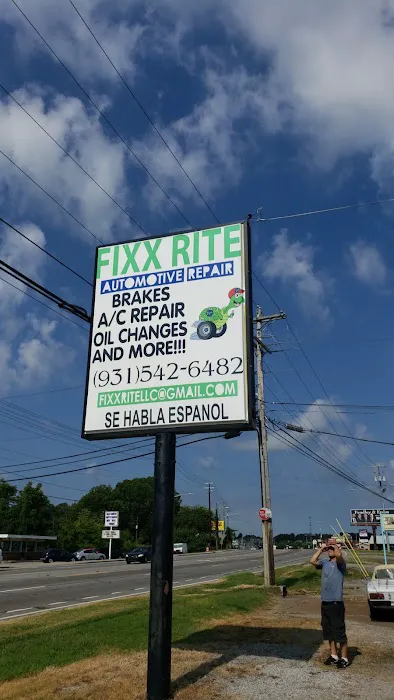 FIXX RITE
AUTOMOTIVE REPAIR
BRAKES
A/C REPAIR
OIL CHANGES
AND MORE!!!
(931)542-6482
FIXXRITELLC@GMAIL.COM
SE HABLA ESPANOL